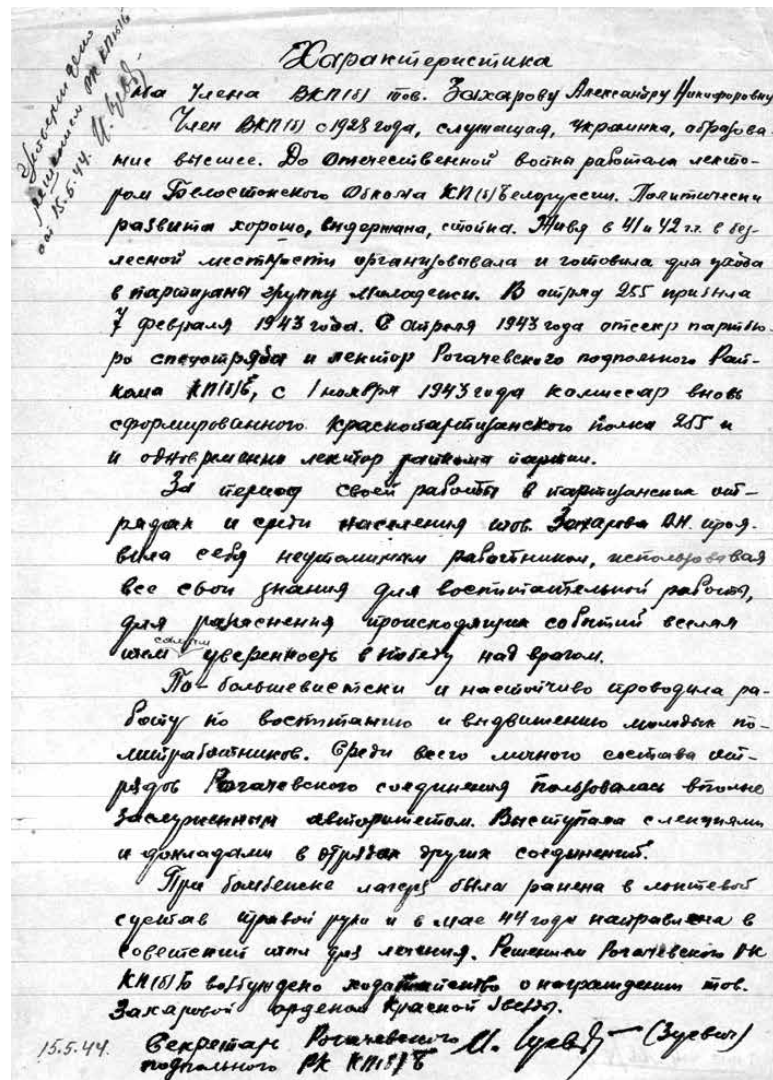 Утверждено
решением РК КП(б)Б
от 15.5.44. И. Зуев
Характеристика
на члена ВКП(б) тов. Захарову Александру Никифоровну
Член ВКП(б) с 1928 года, служащая, украинка, образова-
ние высшее. До Отечественной войны работала лекто-
ром Белостокского Обкома КП(б) Белоруссии. Политически
развита хорошо, выдержана, стойка. Живя в 41 и 42 г.г. в без-
лесной местности организовывала и готовила для ухода
в партизаны группу молодежи. В отряд 255 прибыла
7 февраля 1943 года. С апреля 1943 года отсекр партбю-
ро спецотряда и лектор Рогачевского подпольного Рай-
кома КП(б)Б, с 1 ноября 1943 года комиссар вновь
сформированного краснопартизанского полка 255 и
и одновременно лектор райкома партии.
За период своей работы в партизанских от-
рядах и среди населения тов. Захарова А.Н. проя-
вила себя неутомимым работником, использовавая
все свои знания для воспитательной работы,
для разяснения происходящих событий вселяя
тем самым уверенность в победу над врагом.
По-большевистски и настойчиво проводила ра-
боту по воспитанию и выдвижению молодых по-
литработников. Среди всего личного состава от-
рядов Рогачевского соединения пользовалась вполне
заслуженным авторитетом. Выступала с лекциями
и докладами в отрядах других соединений.
При бомбежке лагеря была ранена в локтевой
сустав правой руки и в мае 44 года направлена в
советский тыл для лечения. Решением Рогачевского РК
КП(б)Б возбуждено ходатайство о награждении тов.
Захаровой орденом Красной Звезды.
15.5.44. Секретарь Рогачевского
подпольного РК КП(б)Б (Зуевич)